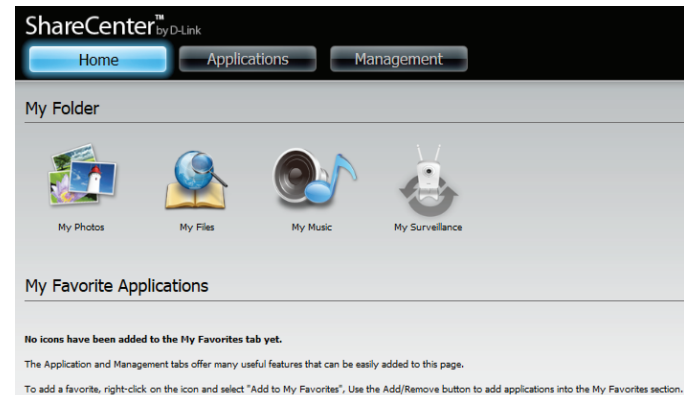 ShareCenter™ by D-Link
Home Applications Management
My Folder
My Photos My Files My Music My Surveillance
My Favorite Applications
No icons have been added to the My Favorites tab yet.
The Application and Management tabs offer many useful features that can be easily added to this page.
To add a favorite, right-click on the icon and select "Add to My Favorites", Use the Add/Remove button to add applications into the My Favorites section.